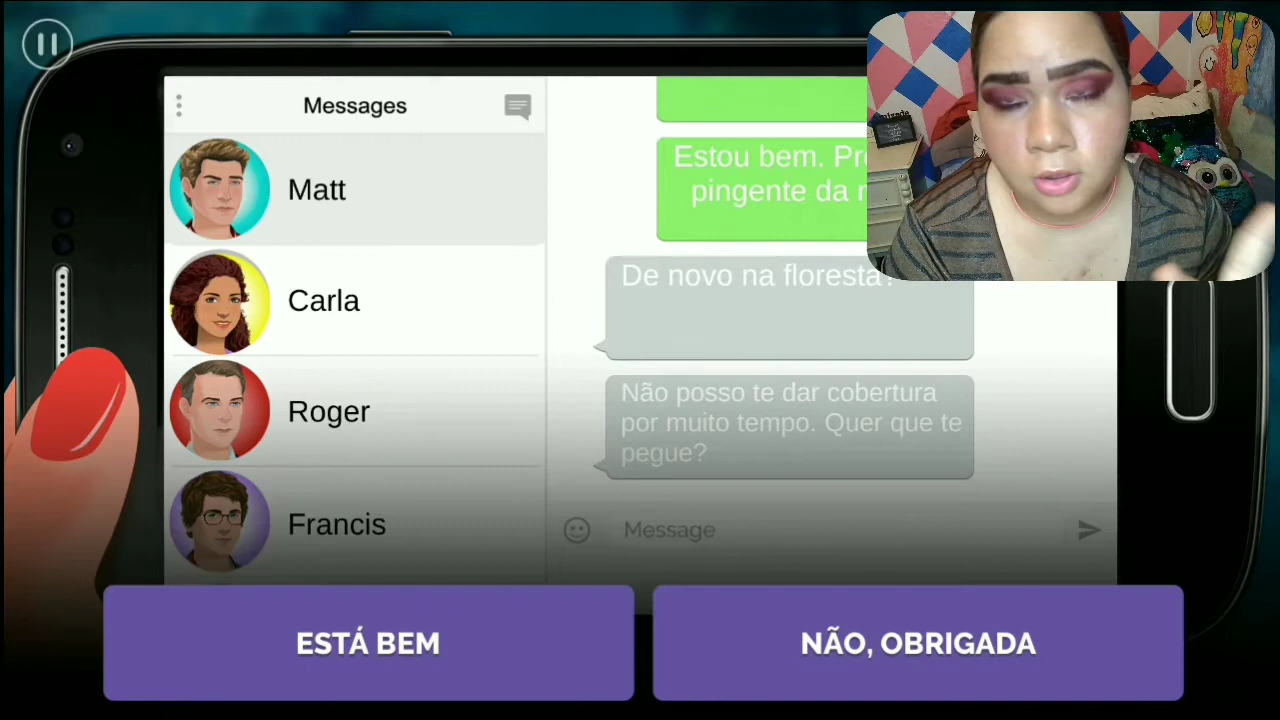 Messages
Matt
Carla
Roger
Francis
Estou bem.
pingente da
De novo na floresta?
Não posso te dar cobertura
por muito tempo. Quer que te
pegue?
Message
ESTÁ BEM
NÃO, OBRIGADA